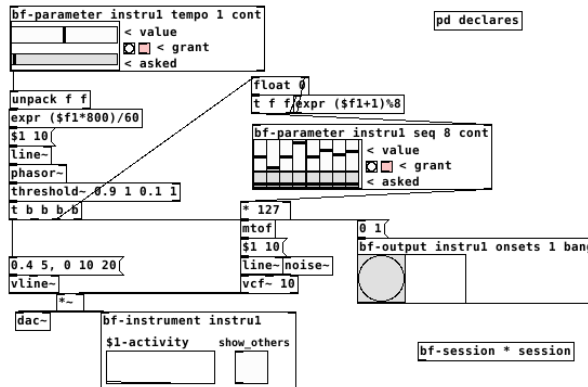 bf-parameter instru1 tempo 1 cont
< value
< grant
< asked
pd declares
unpack f f
expr ($f1*800)/60
$1 10
line~
phasor~
threshold~ 0.9 1 0.1 1
t b b b b
float 0
t f f
expr ($f1+1)%8
bf-parameter instru1 seq 8 cont
< value
< grant
< asked
* 127
mtof
$1 10
line~
noise~
vcf~ 10
0 1
bf-output instru1 onsets 1 bang
0.4 5, 0 10 20
vline~
*~
dac~
bf-instrument instru1
$1-activity
show_others
bf-session * session